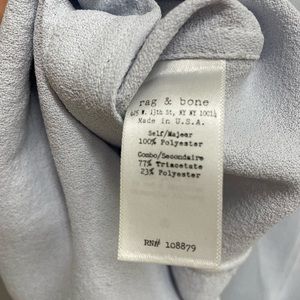 rag & bone
425 W. 13th St, NY NY 10014
Made in U.S.A.
Self/Majeur
100% Polyester
Combo/Secondaire
77% Triacetate
23% Polyester
RN# 108879